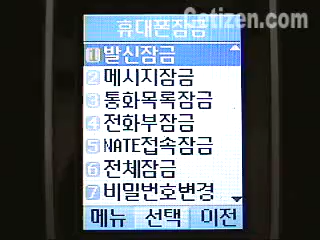 Cetizen.com
휴대폰잠금
1 발신잠금
2 메시지잠금
3 통화목록잠금
4 전화부잠금
5 NATE접속잠금
6 전체잠금
7 비밀번호변경
메뉴 선택 이전